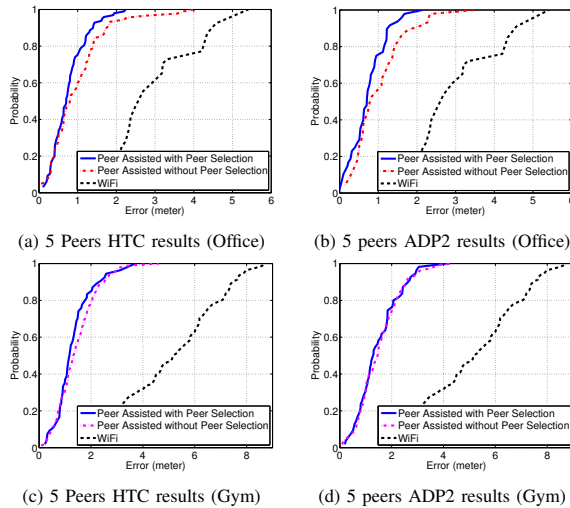 1
0.8
0.6
0.4
0.2
0
Probability
Peer Assisted with Peer Selection
Peer Assisted without Peer Selection
WiFi
0 1 2 3 4 5 6
Error (meter)
(a) 5 Peers HTC results (Office)
1
0.8
0.6
0.4
0.2
0
Probability
Peer Assisted with Peer Selection
Peer Assisted without Peer Selection
WiFi
0 1 2 3 4 5 6
Error (meter)
(b) 5 peers ADP2 results (Office)
1
0.8
0.6
0.4
0.2
0
Probability
Peer Assisted with Peer Selection
Peer Assisted without Peer Selection
WiFi
0 2 4 6 8
Error (meter)
(c) 5 Peers HTC results (Gym)
1
0.8
0.6
0.4
0.2
0
Probability
Peer Assisted with Peer Selection
Peer Assisted without Peer Selection
WiFi
0 2 4 6 8
Error (meter)
(d) 5 peers ADP2 results (Gym)